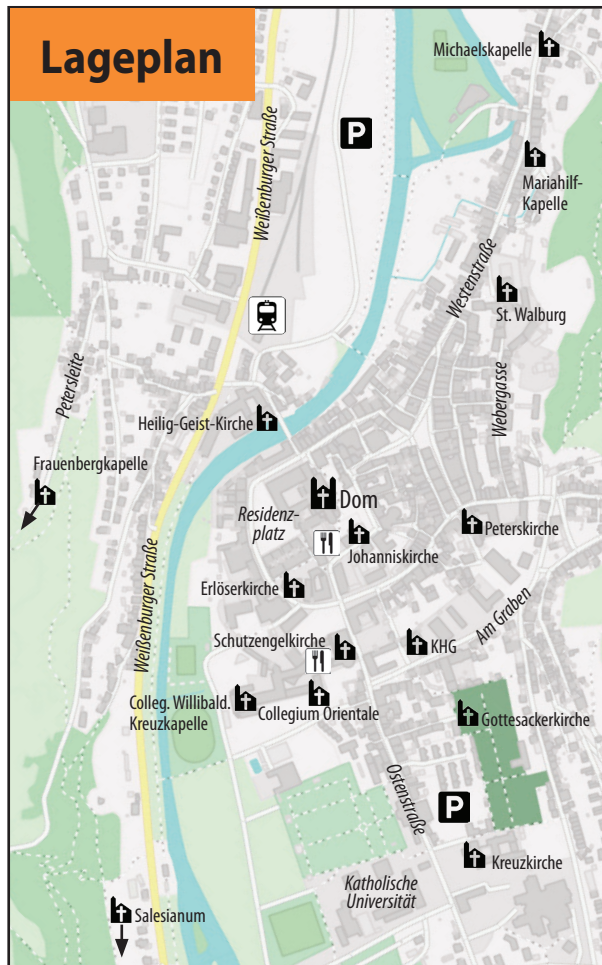 Lageplan
Michaelskapelle
P
Weißenburger Straße
Mariahilf-
Kapelle
Westenstraße
St. Walburg
Petersleite
Webergasse
Heilig-Geist-Kirche
Frauenbergkapelle
Dom
Residenz-
platz
Peterskirche
Johanniskirche
Weißenburger Straße
Erlöserkirche
Am Graben
Schutzengelkirche
KHG
Colleg. Willibald.
Kreuzkapelle
Collegium Orientale
Gottesackerkirche
Ostenstraße
P
Kreuzkirche
Katholische
Universität
Salesianum